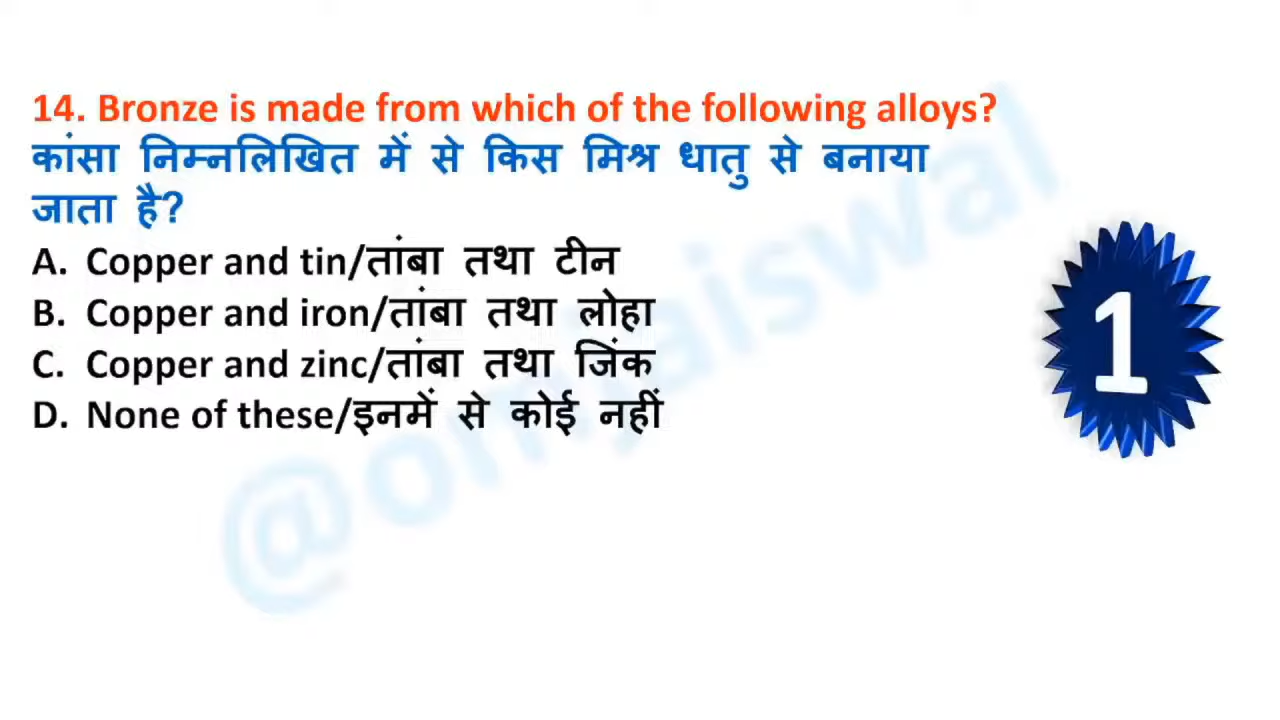 14. Bronze is made from which of the following alloys?
कांसा निम्नलिखित में से किस मिश्र धातु से बनाया
जाता है?
A. Copper and tin/तांबा तथा टीन
B. Copper and iron/तांबा तथा लोहा
C. Copper and zinc/तांबा तथा जिंक
D. None of these/इनमें से कोई नहीं
1
@omjaiswal